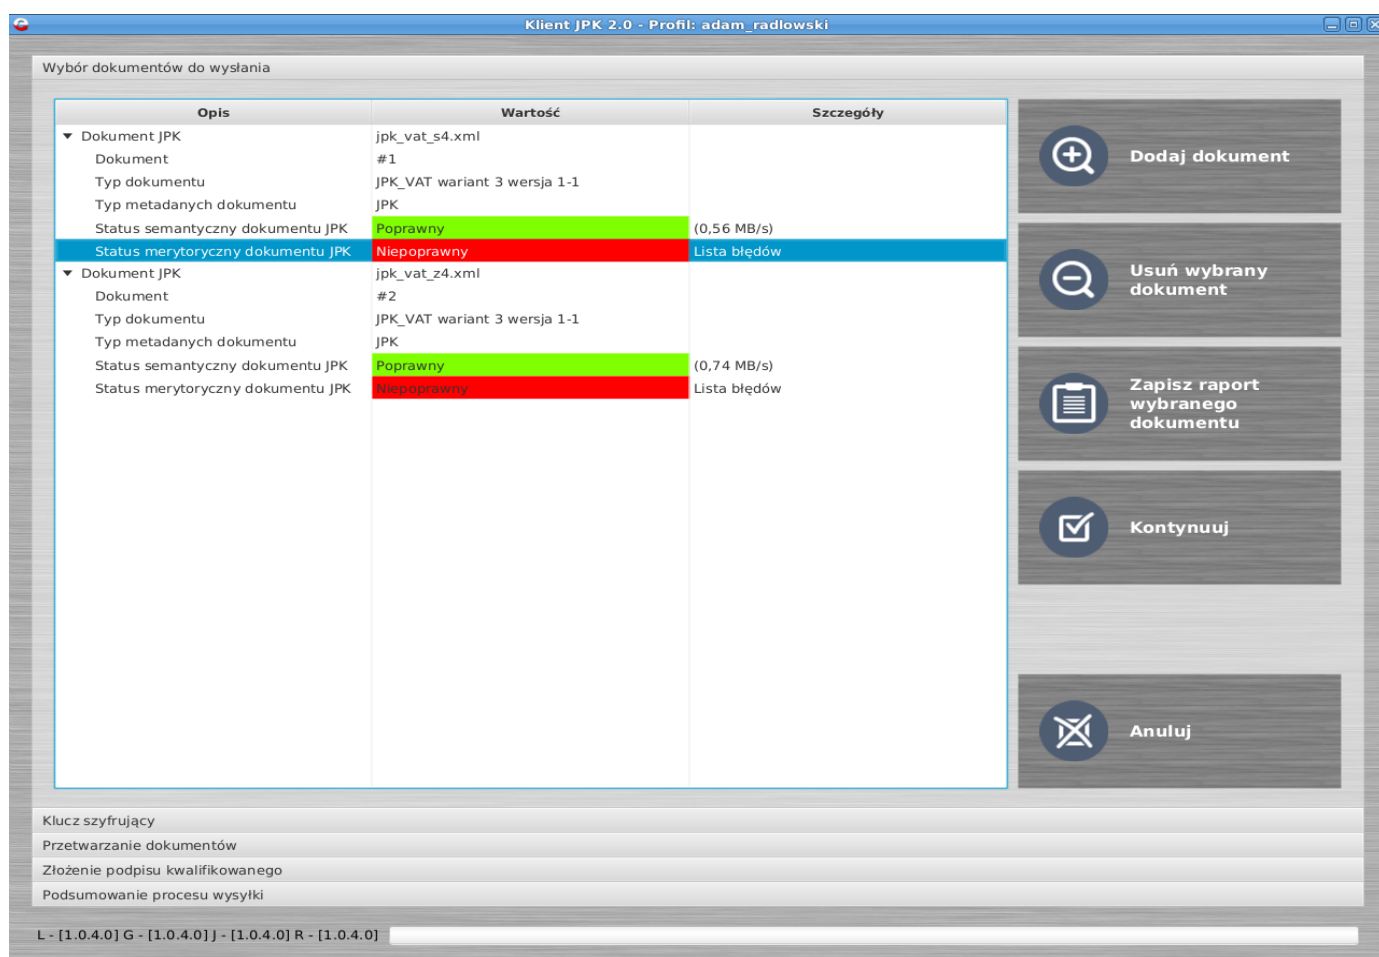 Klient JPK 2.0 - Profil: adam_radlowski
Wybór dokumentów do wysłania
Opis Wartość Szczegóły
Dokument JPK jpk_vat_s4.xml
Dokument #1
Typ dokumentu JPK_VAT wariant 3 wersja 1-1
Typ metadanych dokumentu JPK
Status semantyczny dokumentu JPK Poprawny (0,56 MB/s)
Status merytoryczny dokumentu JPK Niepoprawny Lista błędów
Dokument JPK jpk_vat_z4.xml
Dokument #2
Typ dokumentu JPK_VAT wariant 3 wersja 1-1
Typ metadanych dokumentu JPK
Status semantyczny dokumentu JPK Poprawny (0,74 MB/s)
Status merytoryczny dokumentu JPK Niepoprawny Lista błędów
Dodaj dokument
Usuń wybrany
dokument
Zapisz raport
wybranego
dokumentu
Kontynuuj
Anuluj
Klucz szyfrujący
Przetwarzanie dokumentów
Złożenie podpisu kwalifikowanego
Podsumowanie procesu wysyłki
L - [1.0.4.0] G - [1.0.4.0] J - [1.0.4.0] R - [1.0.4.0]